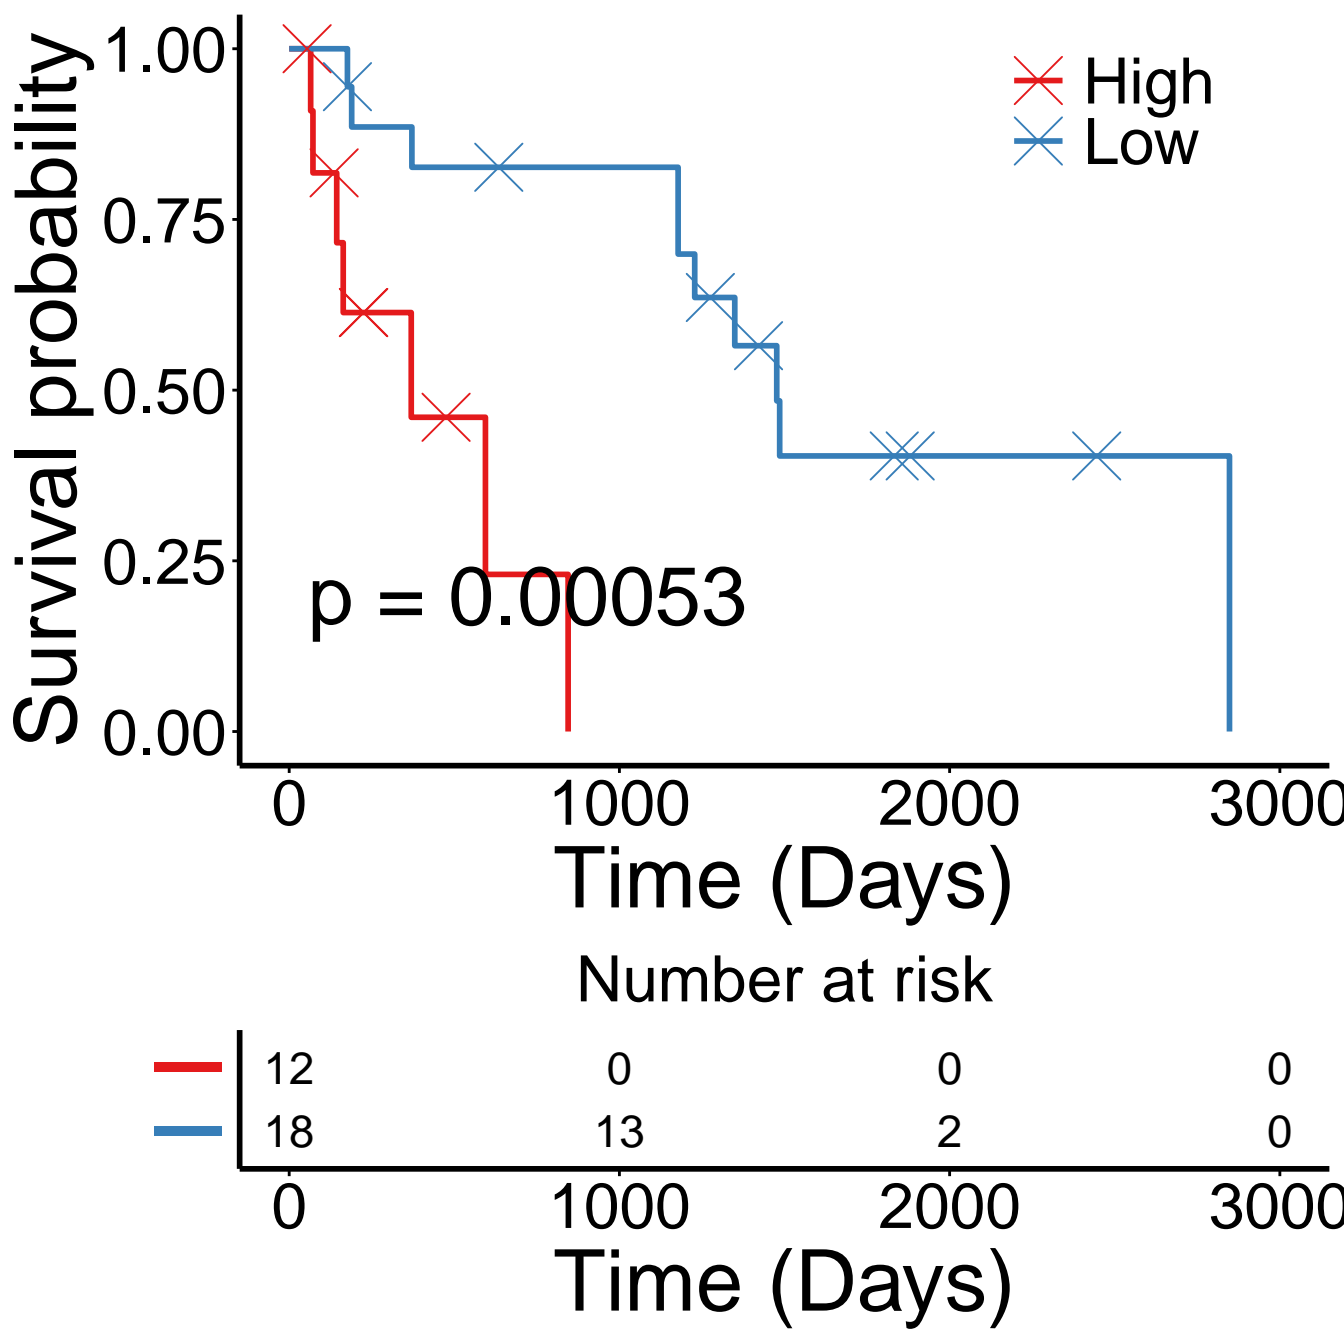 Survival probability
1.00
0.75
0.50
0.25
0.00
High
Low
p = 0.00053
0 1000 2000 3000
Time (Days)
Number at risk
12 0 0 0
18 13 2 0
0 1000 2000 3000
Time (Days)